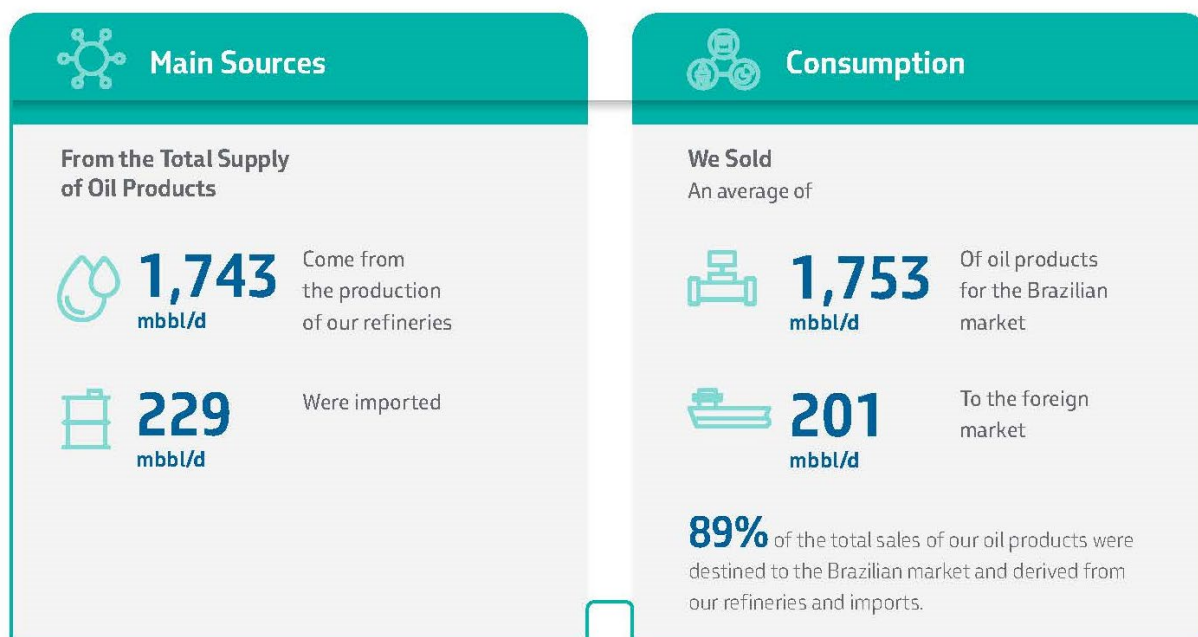 Main Sources
From the Total Supply
of Oil Products
1,743
mbbl/d
Come from
the production
of our refineries
229
mbbl/d
Were imported
Consumption
We Sold
An average of
1,753
mbbl/d
Of oil products
for the Brazilian
market
201
mbbl/d
To the foreign
market
89% of the total sales of our oil products were
destined to the Brazilian market and derived from
our refineries and imports.